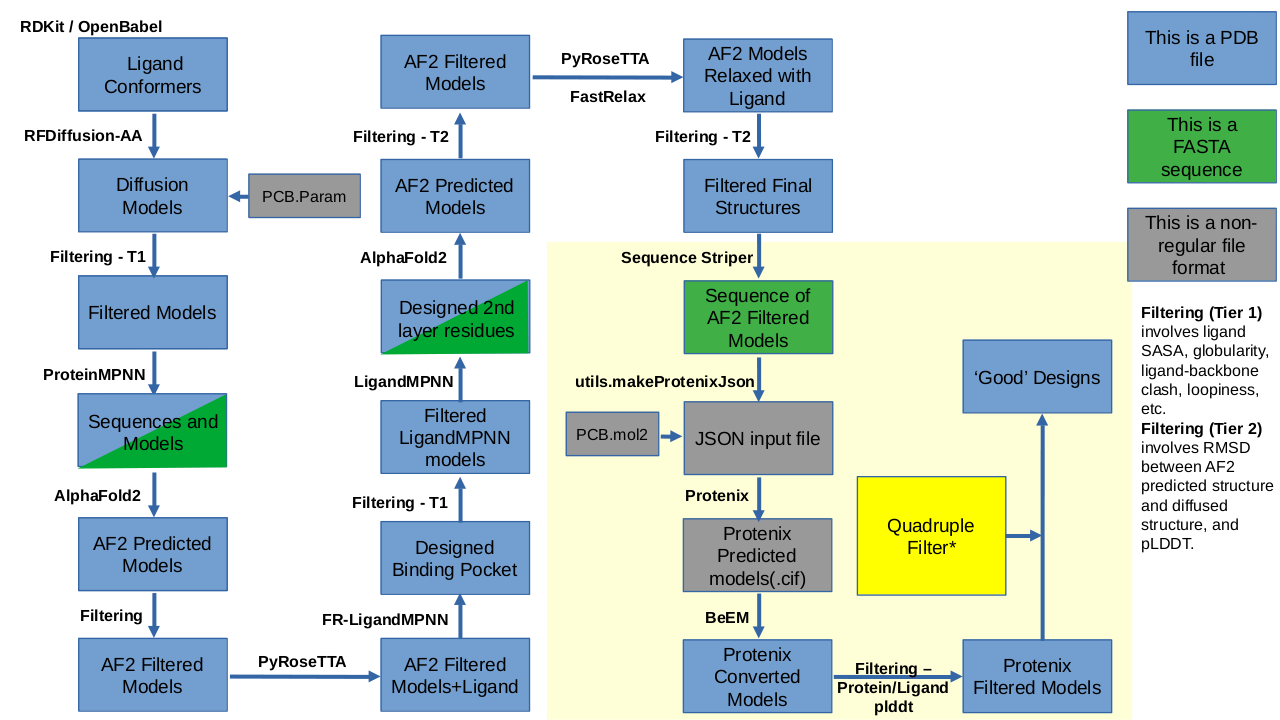 RDKit / OpenBabel
Ligand
Conformers
RFDiffusion-AA
Diffusion
Models
PCB.Param
Filtering - T1
Filtered Models
ProteinMPNN
Sequences and
Models
AlphaFold2
AF2 Predicted
Models
Filtering
AF2 Filtered
Models
PyRoseTTA
AF2 Filtered
Models+Ligand
FR-LigandMPNN
Designed
Binding Pocket
Filtering - T1
Filtered
LigandMPNN
models
LigandMPNN
Designed 2nd
layer residues
AlphaFold2
AF2 Predicted
Models
Filtering - T2
AF2 Filtered
Models
PyRoseTTA
FastRelax
AF2 Models
Relaxed with
Ligand
Filtering - T2
Filtered Final
Structures
Sequence Striper
Sequence of
AF2 Filtered
Models
utils.makeProtenixJson
PCB.mol2
JSON input file
Protenix
Protenix
Predicted
models(.cif)
BeEM
Protenix
Converted
Models
Filtering –
Protein/Ligand
plddt
Protenix
Filtered Models
Quadruple
Filter*
‘Good’ Designs
This is a PDB
file
This is a
FASTA
sequence
This is a non-
regular file
format
Filtering (Tier 1)
involves ligand
SASA, globularity,
ligand-backbone
clash, loopiness,
etc.
Filtering (Tier 2)
involves RMSD
between AF2
predicted structure
and diffused
structure, and
pLDDT.